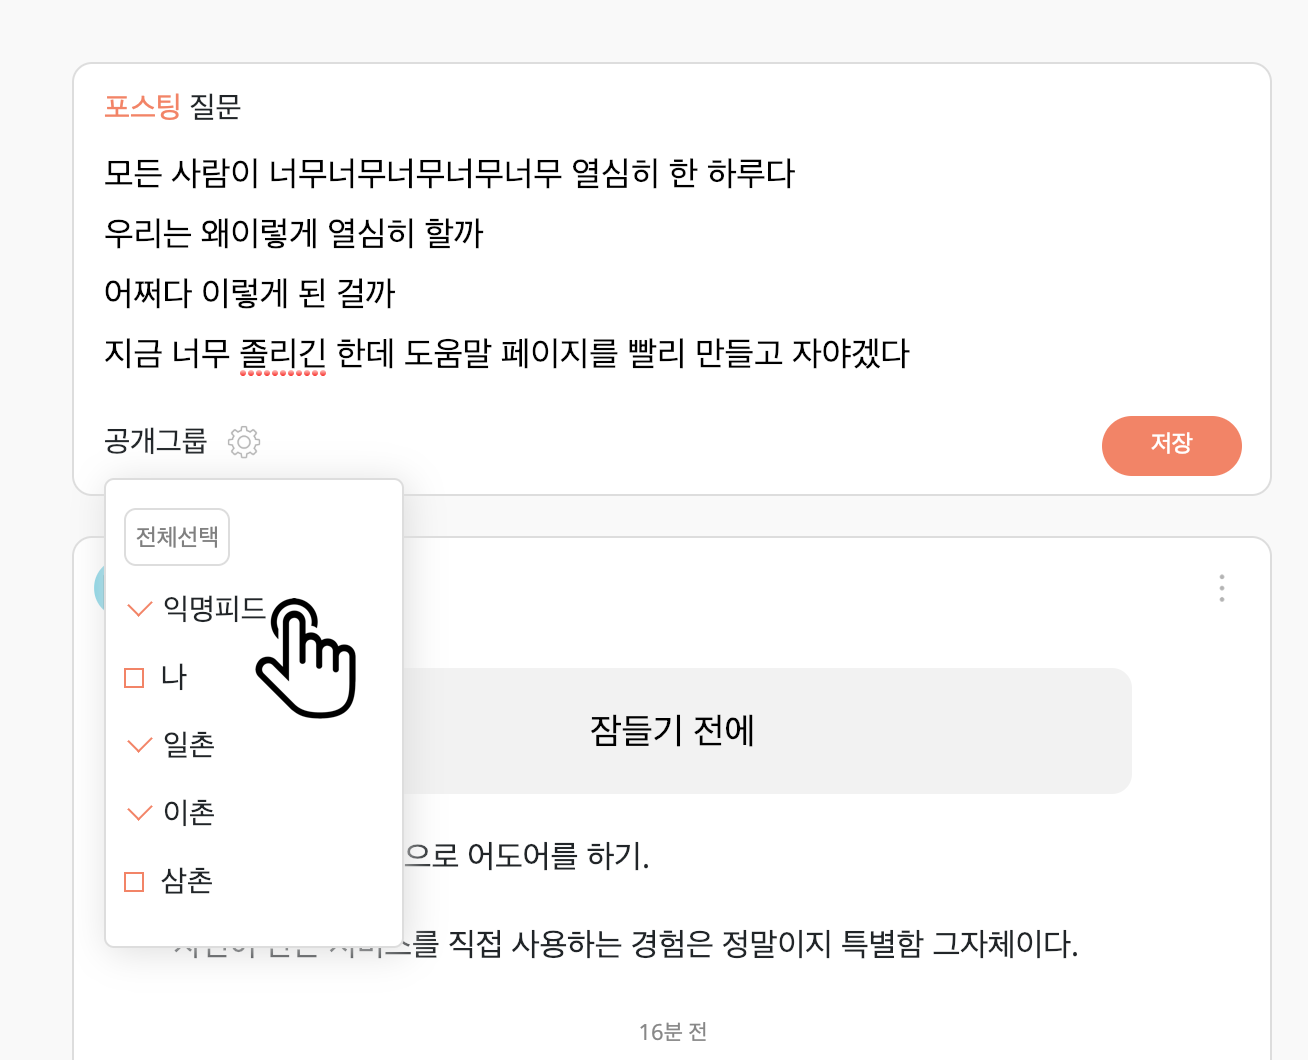 포스팅 질문
모든 사람이 너무너무너무너무너무 열심히 한 하루다
우리는 왜이렇게 열심히 할까
어쩌다 이렇게 된 걸까
지금 너무 졸리긴 한데 도움말 페이지를 빨리 만들고 자야겠다
공개그룹
저장
전체선택
익명피드
나
일촌
이촌
삼촌
잠들기 전에
으로 어도어를 하기.
를 직접 사용하는 경험은 정말이지 특별함 그자체이다.
16분 전